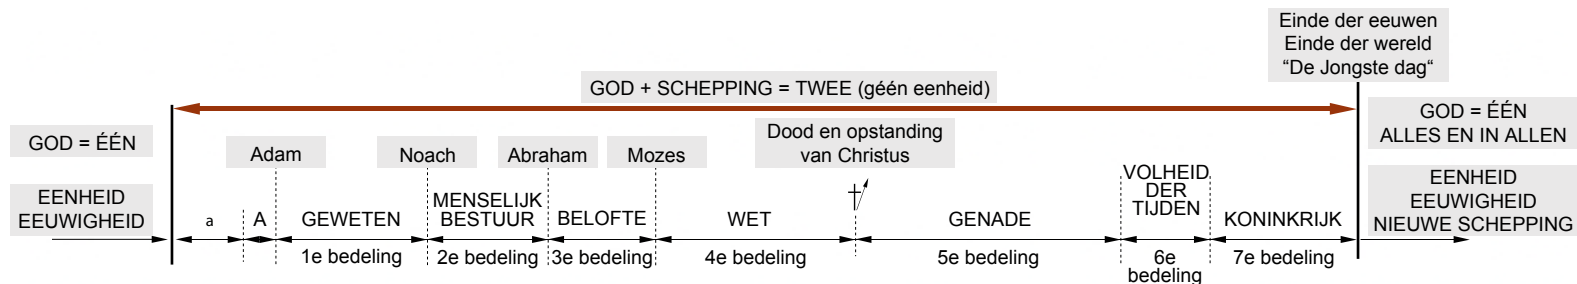 Einde der eeuwen
Einde der wereld
“De Jongste dag“
GOD + SCHEPPING = TWEE (géén eenheid)
GOD = ÉÉN
GOD = ÉÉN
ALLES EN IN ALLEN
Adam
Noach
Abraham
Mozes
Dood en opstanding
van Christus
EENHEID
EEUWIGHEID
a
A
GEWETEN
MENSELIJK
BESTUUR
BELOFTE
WET
GENADE
VOLHEID
DER
TIJDEN
KONINKRIJK
EENHEID
EEUWIGHEID
NIEUWE SCHEPPING
1e bedeling
2e bedeling
3e bedeling
4e bedeling
5e bedeling
6e
bedeling
7e bedeling